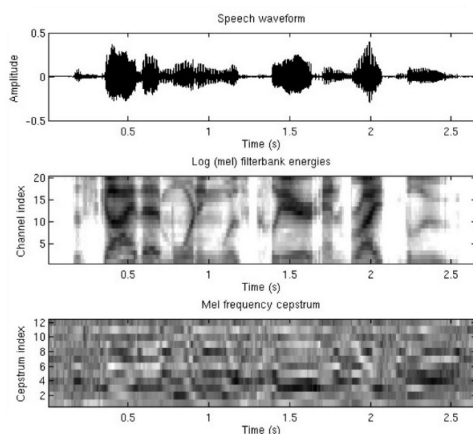 Speech waveform
0.5
0
-0.5
Amplitude
0.5 1 1.5 2 2.5
Time (s)
Log (mel) filterbank energies
20
15
10
5
Channel index
0.5 1 1.5 2 2.5
Time (s)
Mel frequency cepstrum
12
10
8
6
4
2
Cepstrum index
0.5 1 1.5 2 2.5
Time (s)